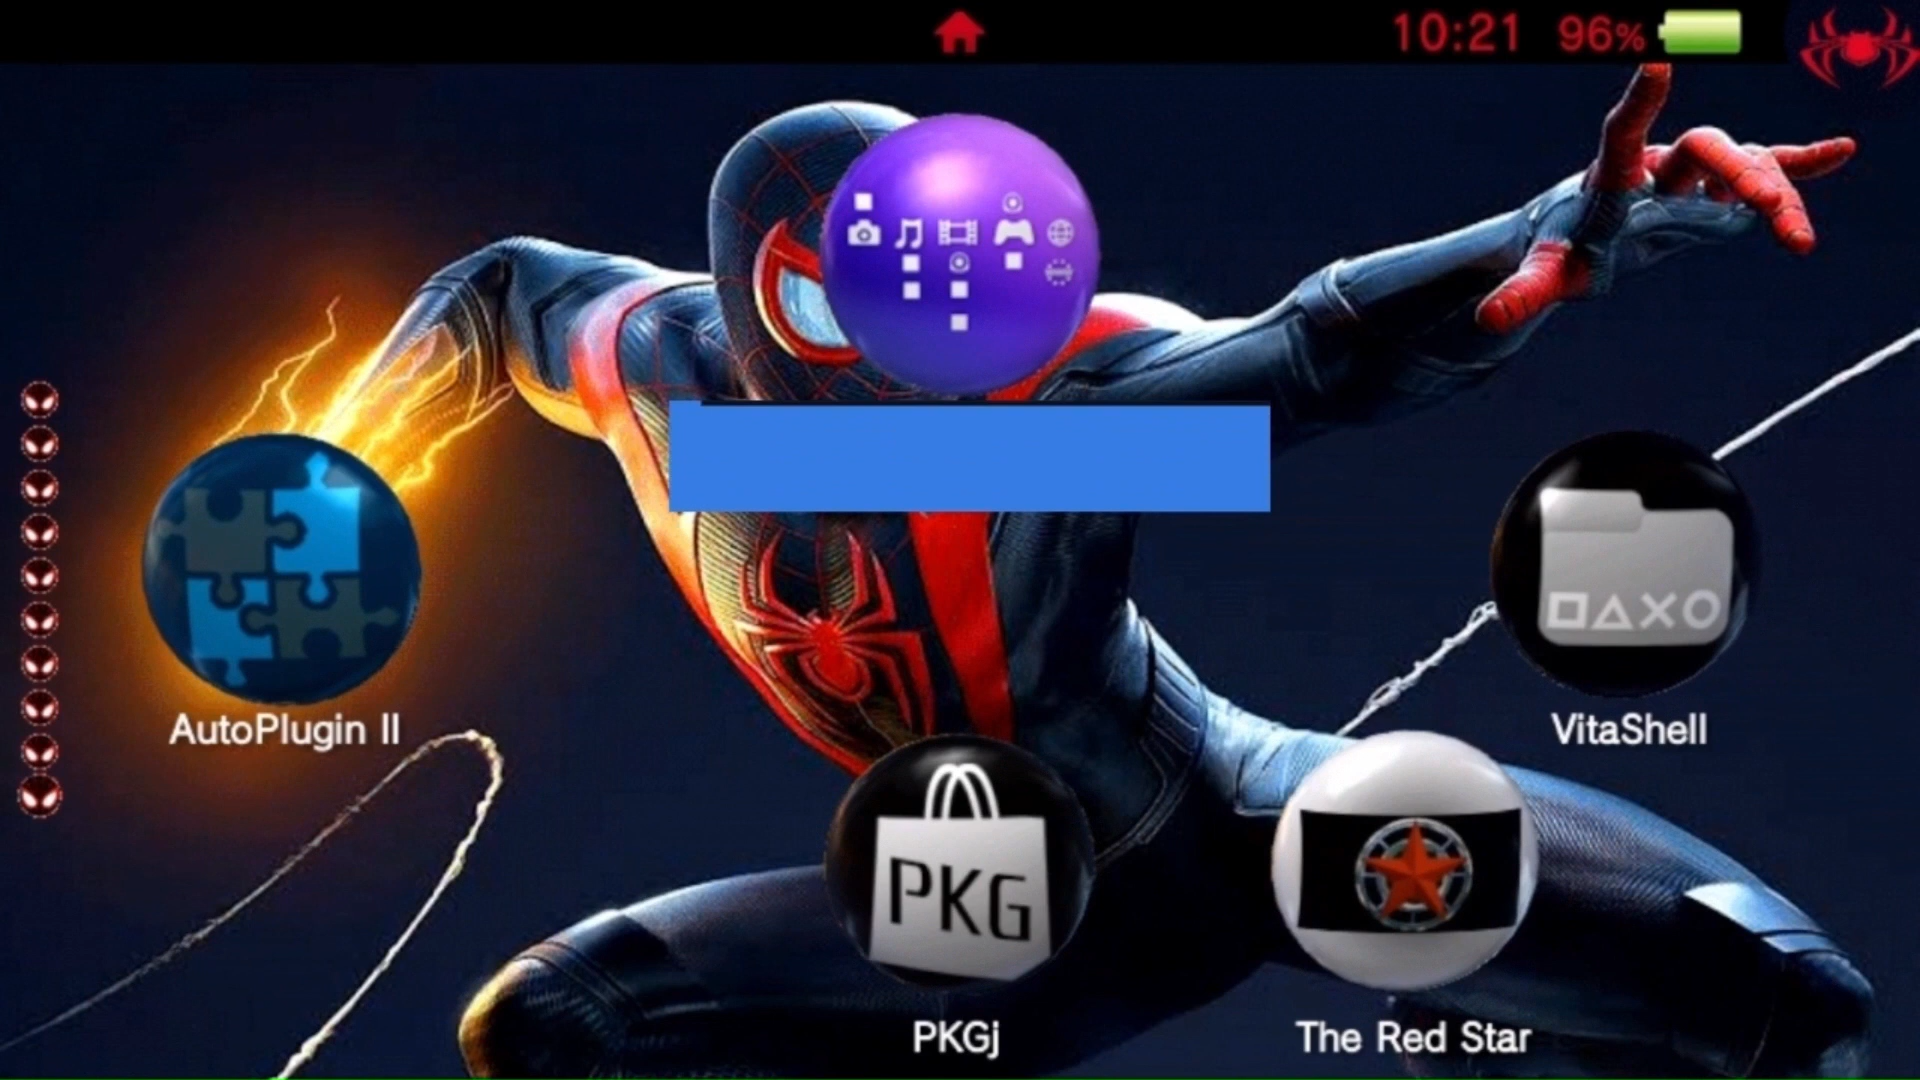 10:21 96%
AutoPlugin II
VitaShell
PKG
PKGj
The Red Star